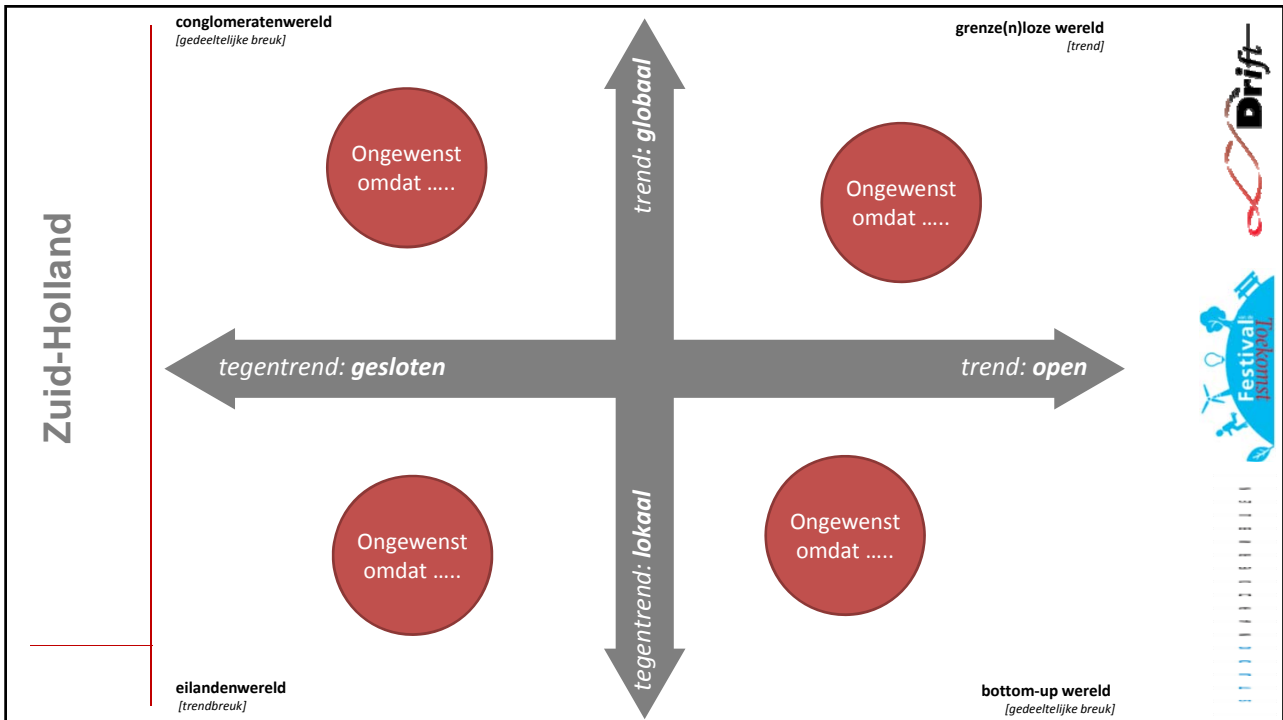 conglomeratenwereld
[gedeeltelijke breuk]
grenze(n)loze wereld
[trend]
Zuid-Holland
Ongewenst
omdat …..
trend: globaal
Ongewenst
omdat …..
Drift
tegentrend: gesloten
trend: open
Festival
Toekomst
Ongewenst
omdat …..
tegentrend: lokaal
Ongewenst
omdat …..
eilandenwereld
[trendbreuk]
bottom-up wereld
[gedeeltelijke breuk]